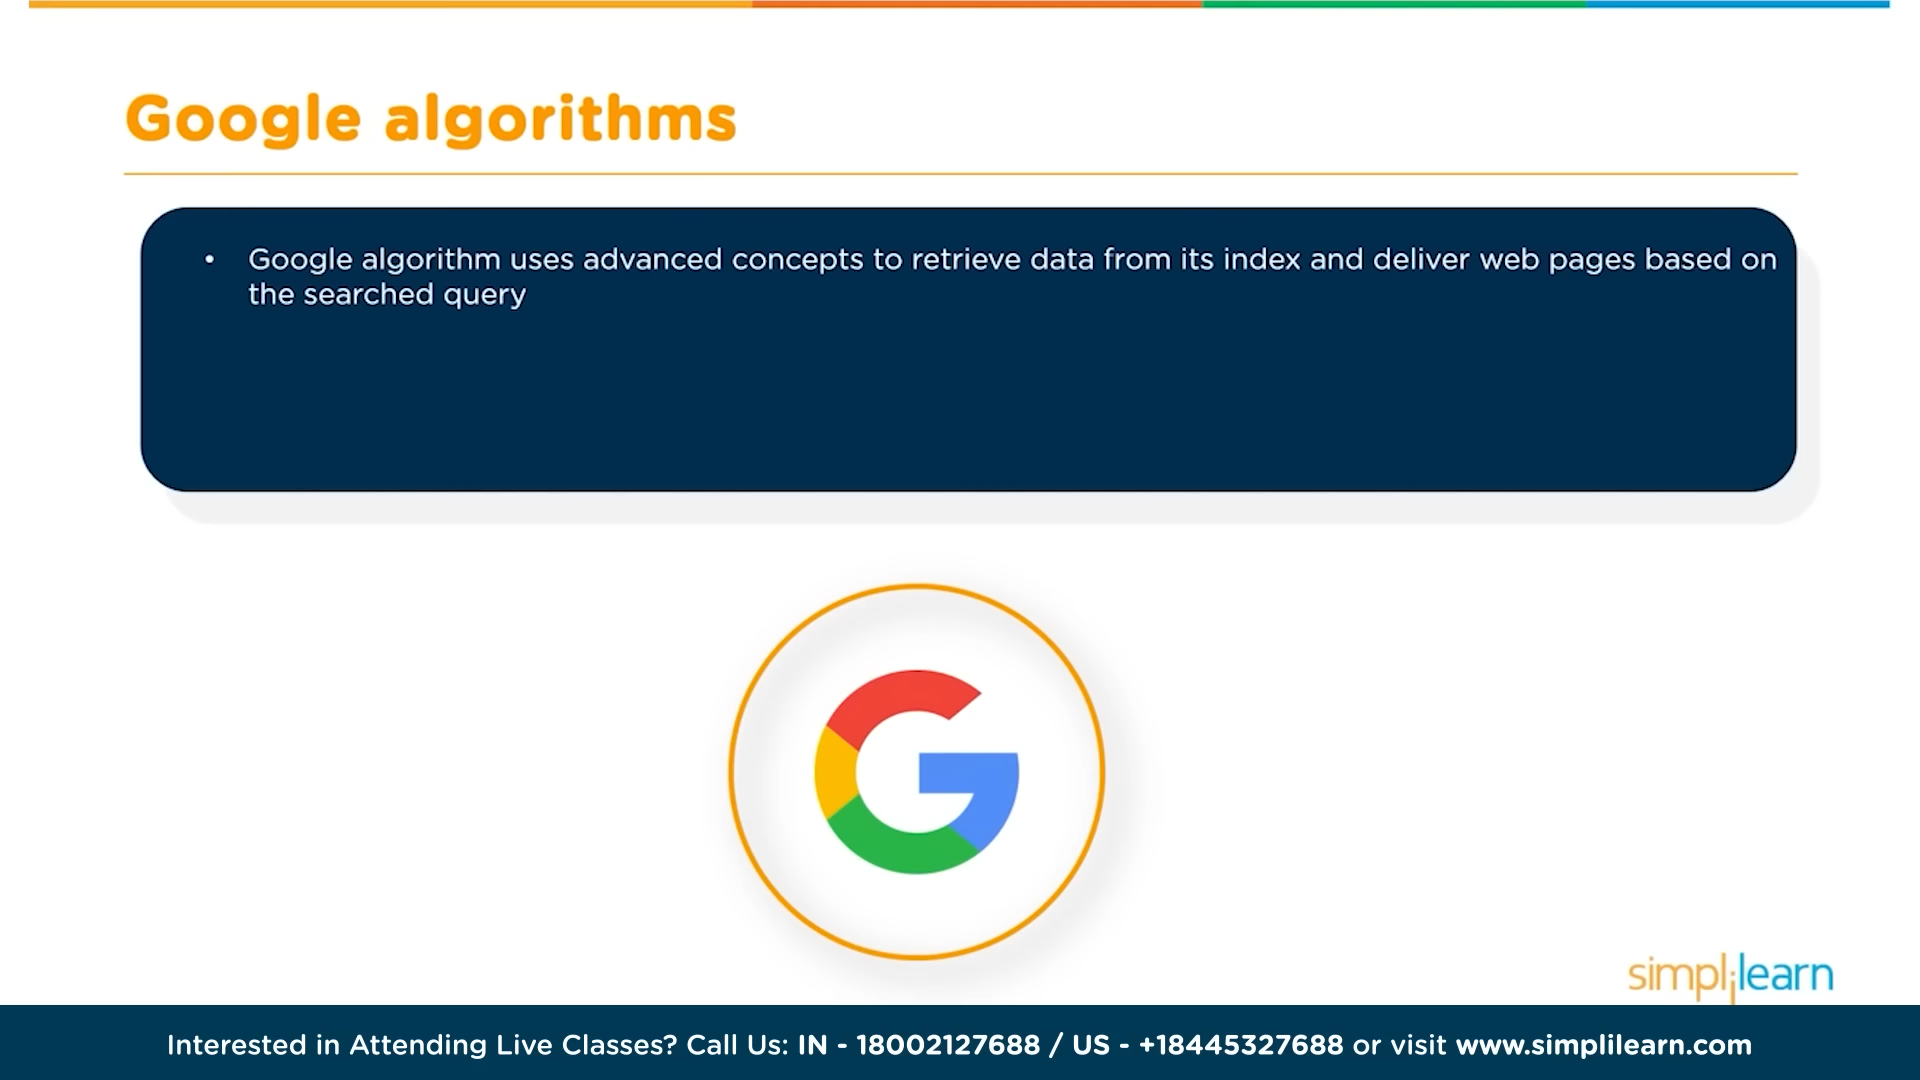 Google algorithms
• Google algorithm uses advanced concepts to retrieve data from its index and deliver web pages based on
the searched query
simplilearn
Interested in Attending Live Classes? Call Us: IN - 18002127688 / US - +18445327688 or visit www.simplilearn.com